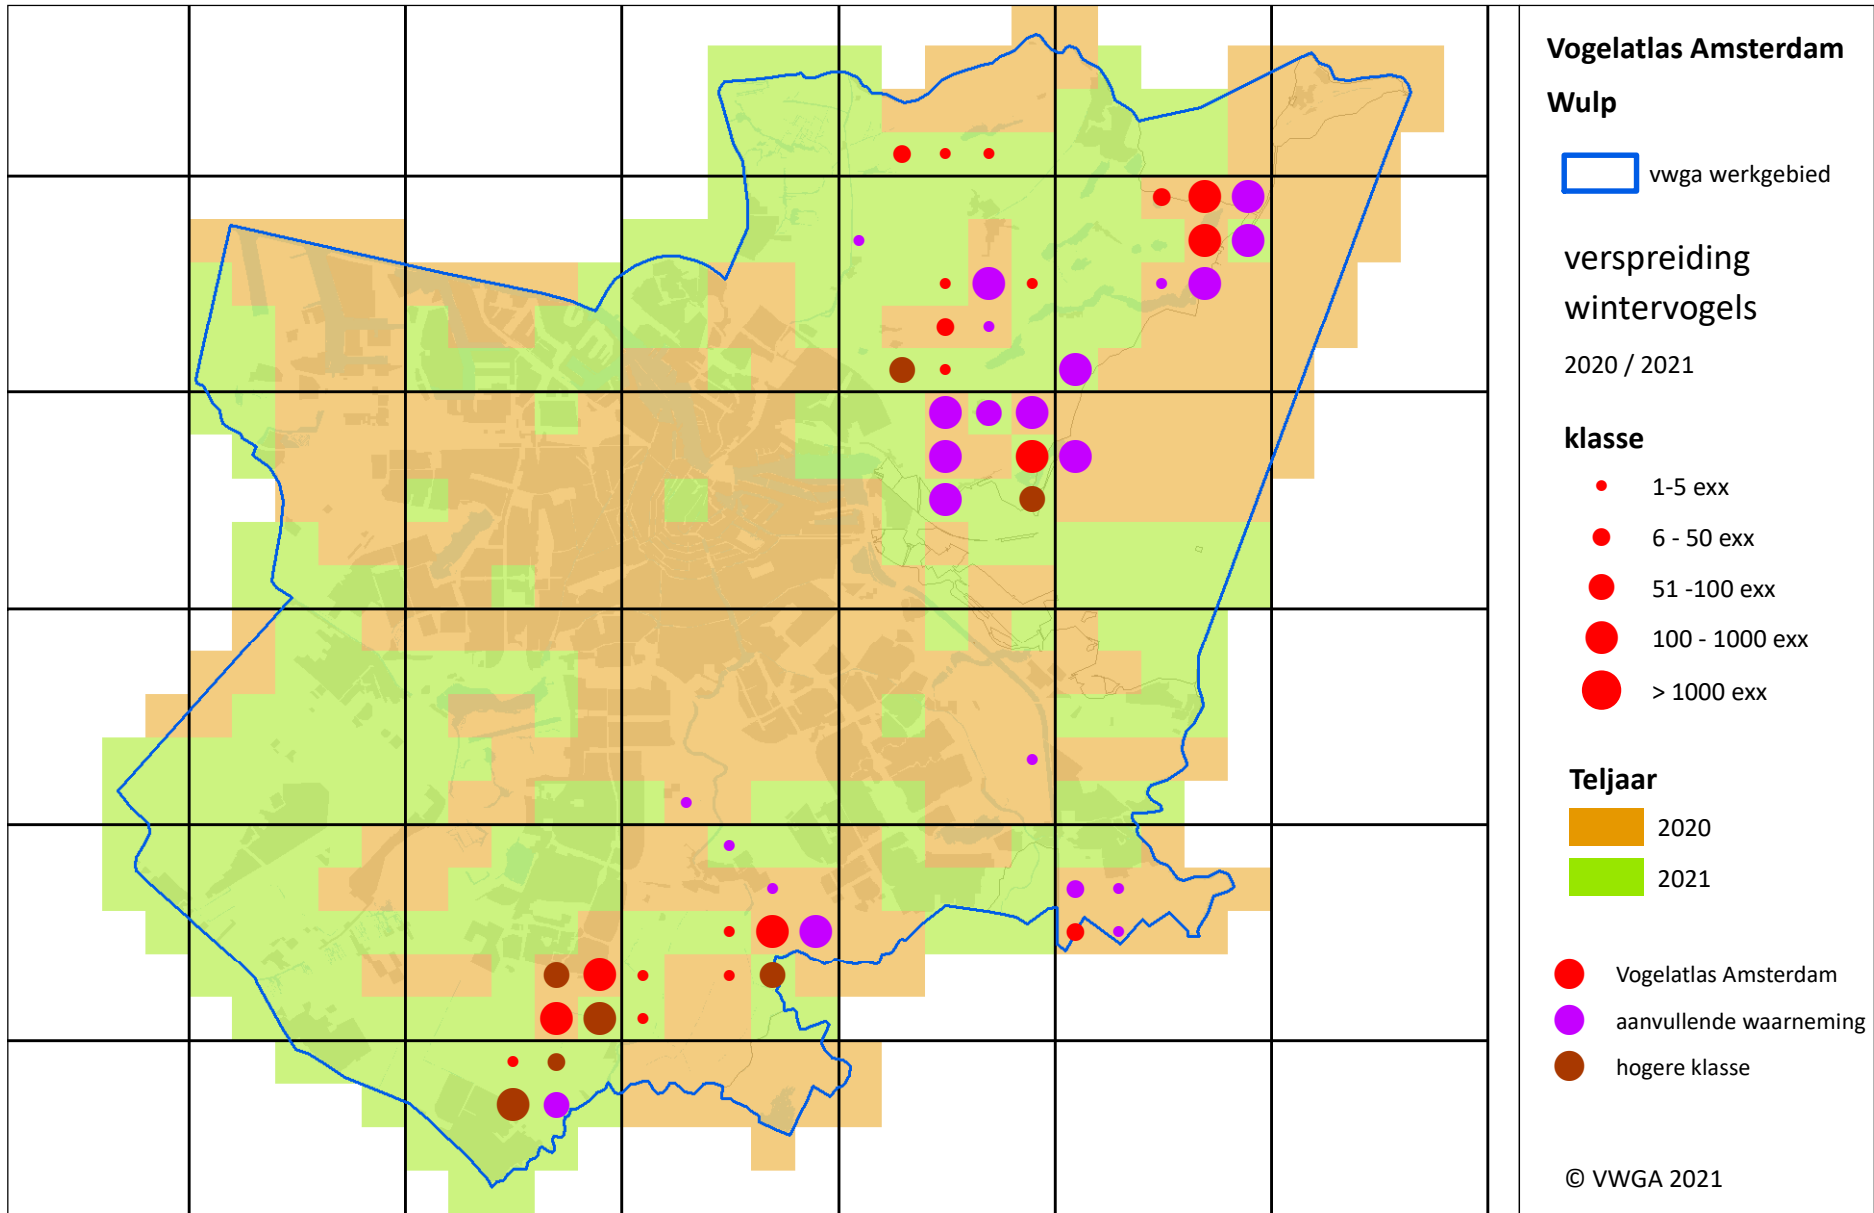 Vogelatlas Amsterdam
Wulp
vwga werkgebied
verspreiding
wintervogels
2020 / 2021
klasse
1-5 exx
6 - 50 exx
51 -100 exx
100 - 1000 exx
> 1000 exx
Teljaar
2020
2021
Vogelatlas Amsterdam
aanvullende waarneming
hogere klasse
© VWGA 2021